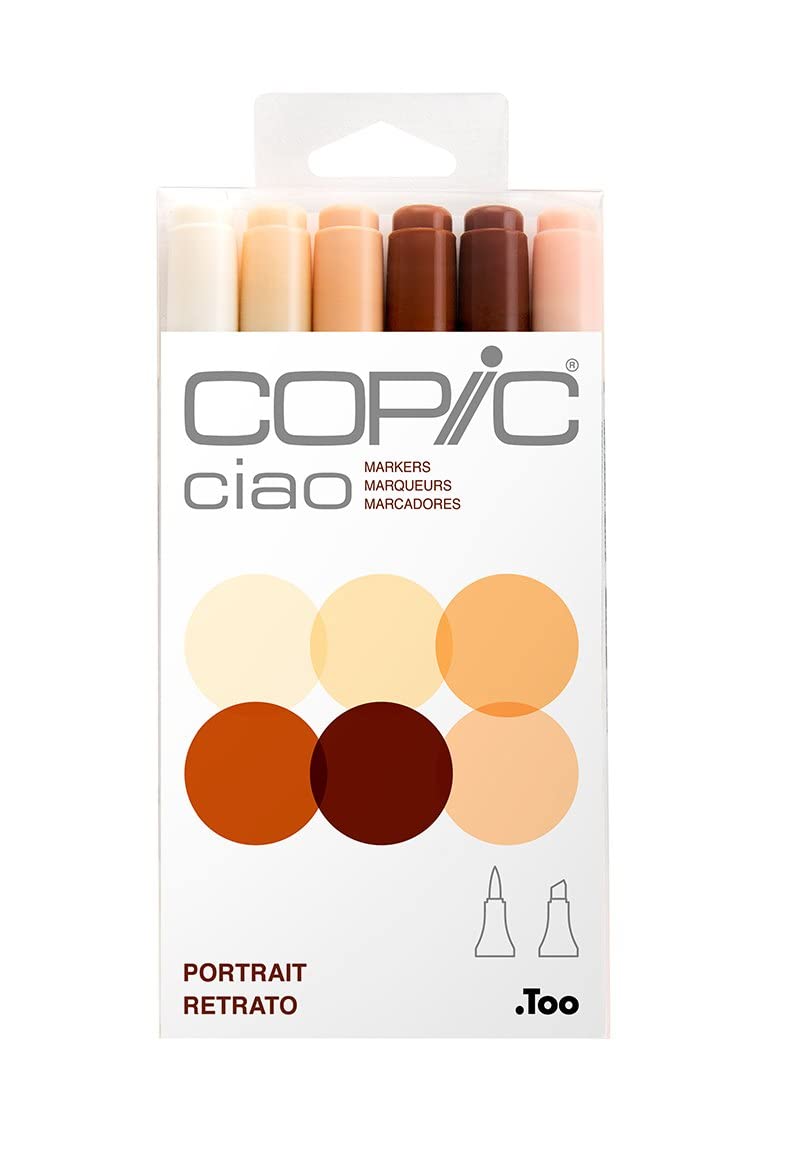 COPIC®
ciao
MARKERS
MARQUEURS
MARCADORES
PORTRAIT
RETRATO
.Too